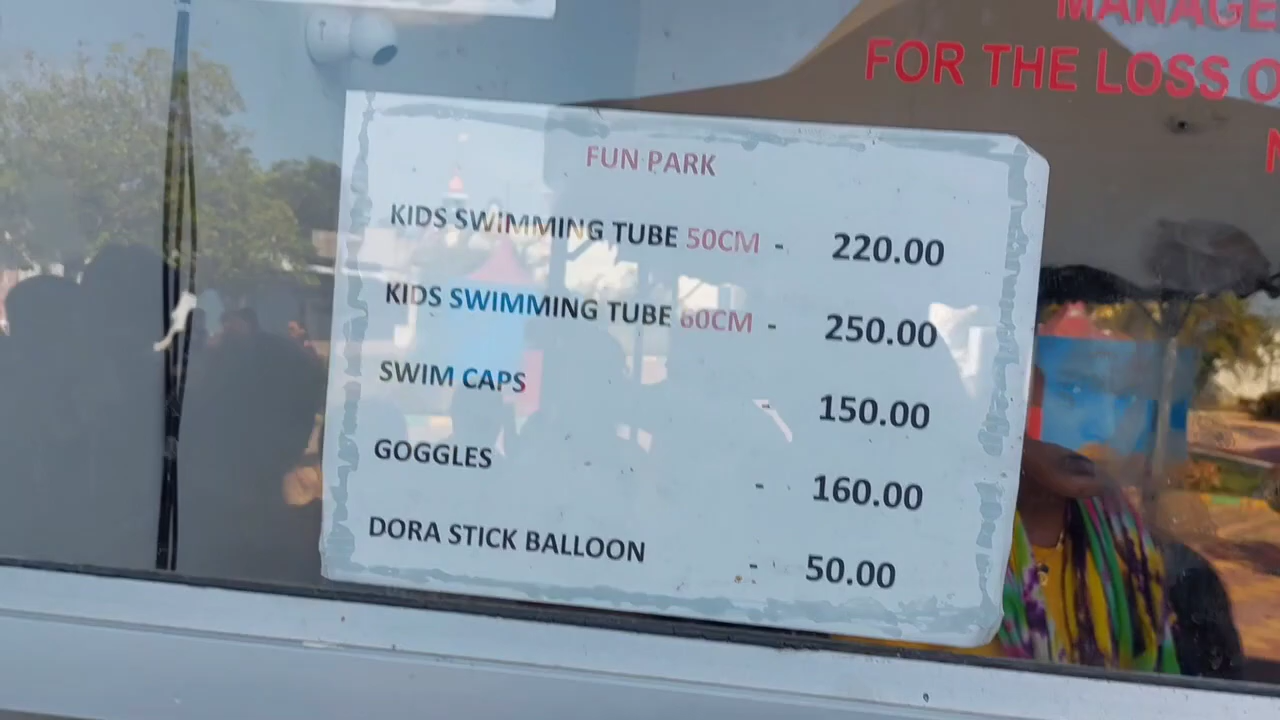 MANAGE
FOR THE LOSS O
FUN PARK
KIDS SWIMMING TUBE 50CM - 220.00
KIDS SWIMMING TUBE 60CM - 250.00
SWIM CAPS - 150.00
GOGGLES - 160.00
DORA STICK BALLOON - 50.00